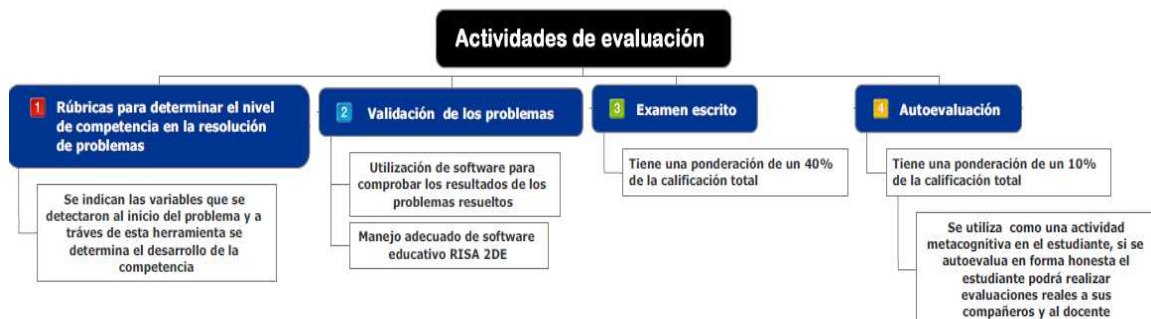 Actividades de evaluación
1 Rúbricas para determinar el nivel
de competencia en la resolución
de problemas
Se indican las variables que se
detectaron al inicio del problema y a
tráves de esta herramienta se
determina el desarrollo de la
competencia
2 Validación de los problemas
Utilización de software para
comprobar los resultados de los
problemas resueltos
Manejo adecuado de software
educativo RISA 2DE
3 Examen escrito
Tiene una ponderación de un 40%
de la calificación total
4 Autoevaluación
Tiene una ponderación de un 10%
de la calificación total
Se utiliza como una actividad
metacognitiva en el estudiante, si se
autoevalua en forma honesta el
estudiante podrá realizar
evaluaciones reales a sus
compañeros y al docente